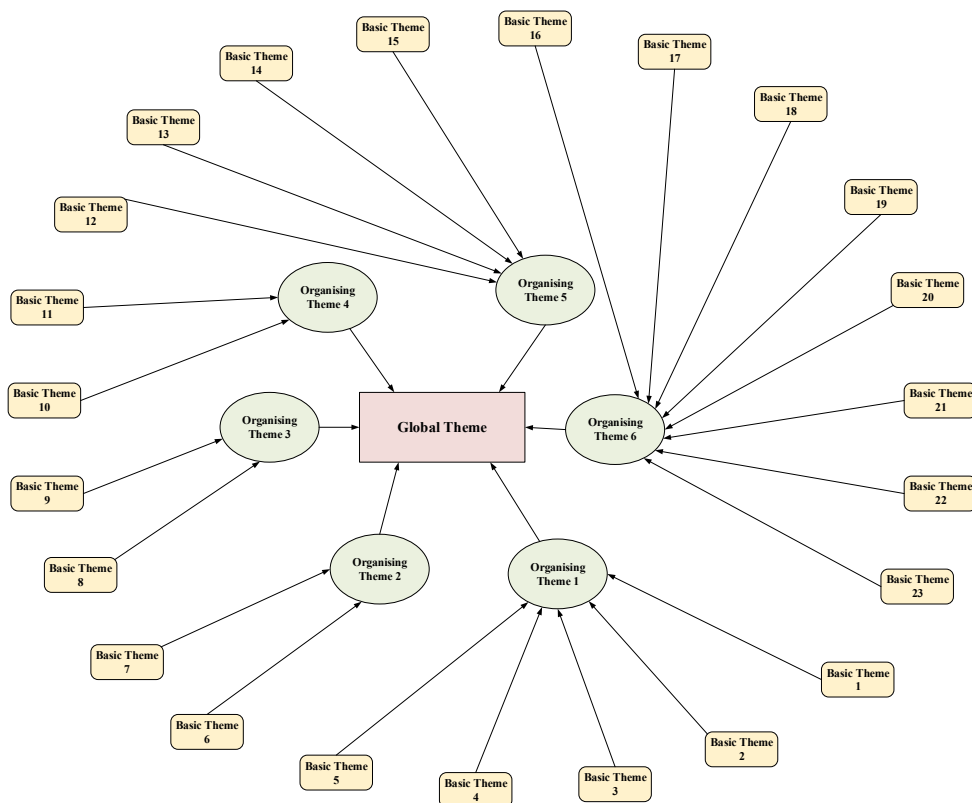 Basic Theme
15
Basic Theme
16
Basic Theme
17
Basic Theme
14
Basic Theme
18
Basic Theme
13
Basic Theme
19
Basic Theme
12
Organising
Theme 5
Organising
Theme 4
Basic Theme
20
Basic Theme
11
Basic Theme
10
Basic Theme
21
Organising
Theme 3
Global Theme
Organising
Theme 6
Basic Theme
9
Basic Theme
22
Basic Theme
8
Organising
Theme 2
Organising
Theme 1
Basic Theme
23
Basic Theme
7
Basic Theme
1
Basic Theme
6
Basic Theme
2
Basic Theme
5
Basic Theme
4
Basic Theme
3